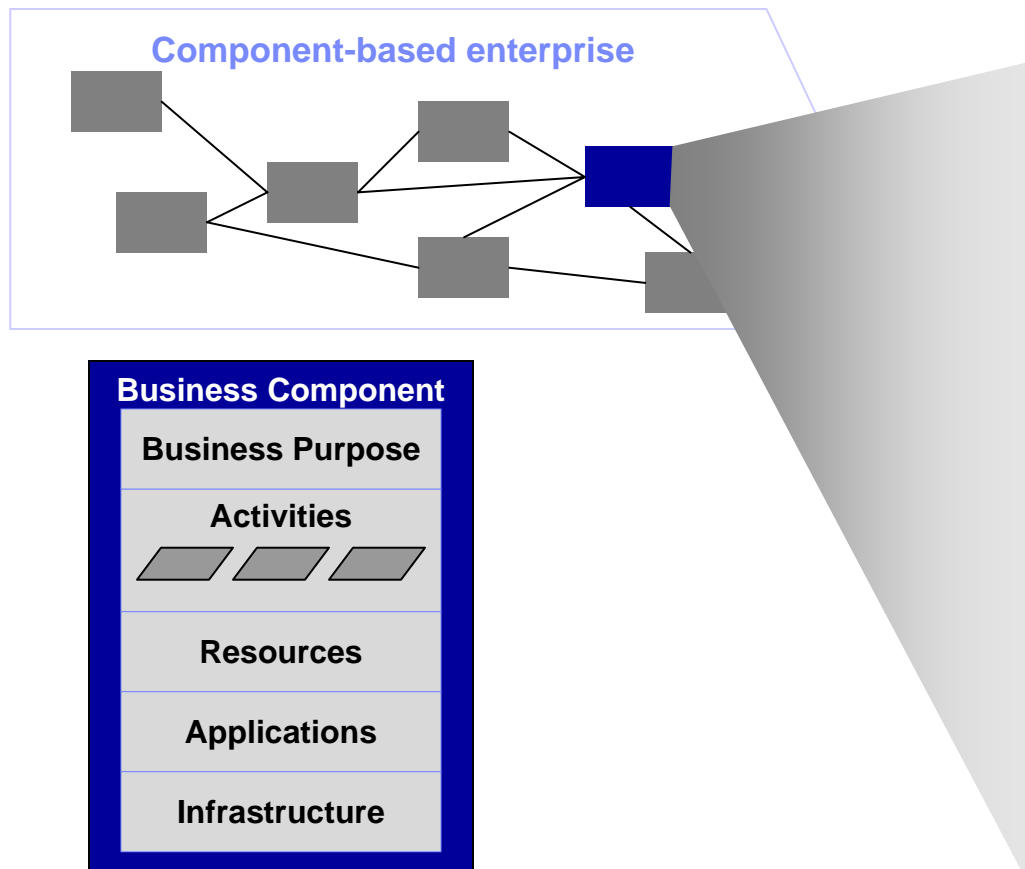 Component-based enterprise
Business Component
Business Purpose
Activities
Resources
Applications
Infrastructure